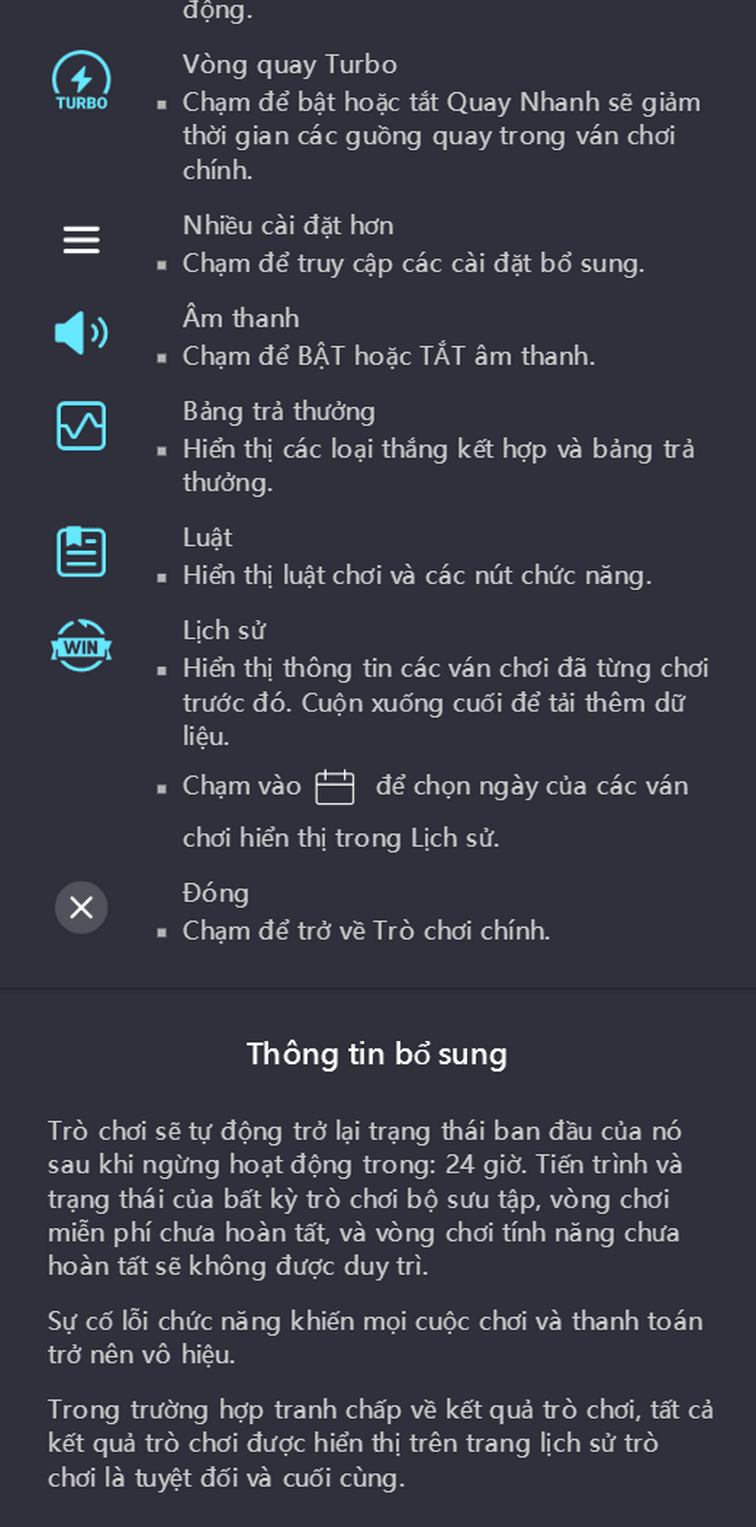 động.
Vòng quay Turbo
TURBO
▪ Chạm để bật hoặc tắt Quay Nhanh sẽ giảm
thời gian các guồng quay trong ván chơi
chính.
Nhiều cài đặt hơn
▪ Chạm để truy cập các cài đặt bổ sung.
Âm thanh
▪ Chạm để BẬT hoặc TẮT âm thanh.
Bảng trả thưởng
▪ Hiển thị các loại thắng kết hợp và bảng trả
thưởng.
Luật
▪ Hiển thị luật chơi và các nút chức năng.
Lịch sử
WIN
▪ Hiển thị thông tin các ván chơi đã từng chơi
trước đó. Cuộn xuống cuối để tải thêm dữ
liệu.
▪ Chạm vào để chọn ngày của các ván
chơi hiển thị trong Lịch sử.
Đóng
▪ Chạm để trở về Trò chơi chính.
Thông tin bổ sung
Trò chơi sẽ tự động trở lại trạng thái ban đầu của nó
sau khi ngừng hoạt động trong: 24 giờ. Tiến trình và
trạng thái của bất kỳ trò chơi bộ sưu tập, vòng chơi
miễn phí chưa hoàn tất, và vòng chơi tính năng chưa
hoàn tất sẽ không được duy trì.
Sự cố lỗi chức năng khiến mọi cuộc chơi và thanh toán
trở nên vô hiệu.
Trong trường hợp tranh chấp về kết quả trò chơi, tất cả
kết quả trò chơi được hiển thị trên trang lịch sử trò
chơi là tuyệt đối và cuối cùng.